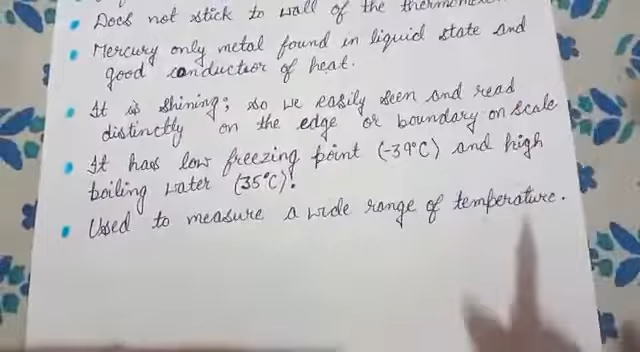 • Does not stick to wall of the thermometer
• Mercury only metal found in liquid state and
good conductior of heat.
• It is shining; so we easily seen and read
distinctly on the edge or boundary on scale
• It has low freezing point (-39°C) and high
boiling water (35°C).
• Used to measure a wide range of temperature.